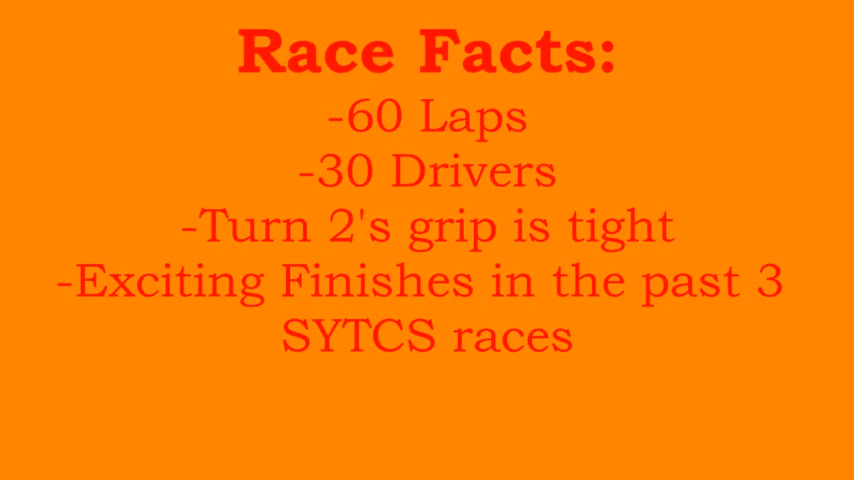 Race Facts:
-60 Laps
-30 Drivers
-Turn 2's grip is tight
-Exciting Finishes in the past 3
SYTCS races